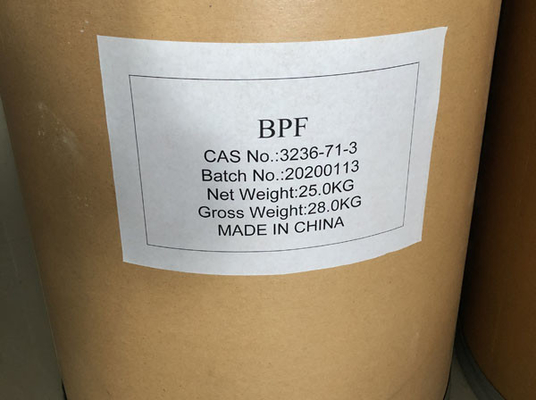 BPF
CAS No.:3236-71-3
Batch No.:20200113
Net Weight:25.0KG
Gross Weight:28.0KG
MADE IN CHINA